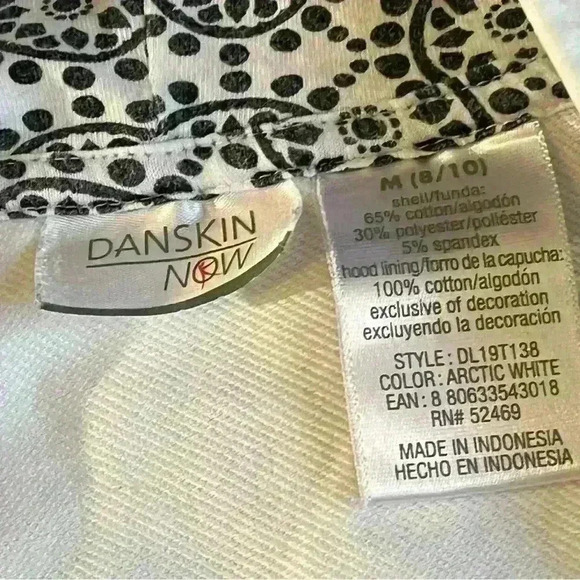 DANSKIN
NOW
M (8/10)
shell/funda:
65% cotton/algodón
30% polyester/poliéster
5% spandex
hood lining/forro de la capucha:
100% cotton/algodón
exclusive of decoration
excluyendo la decoración
STYLE: DL19T138
COLOR: ARCTIC WHITE
EAN: 8 80633543018
RN# 52469
MADE IN INDONESIA
HECHO EN INDONESIA